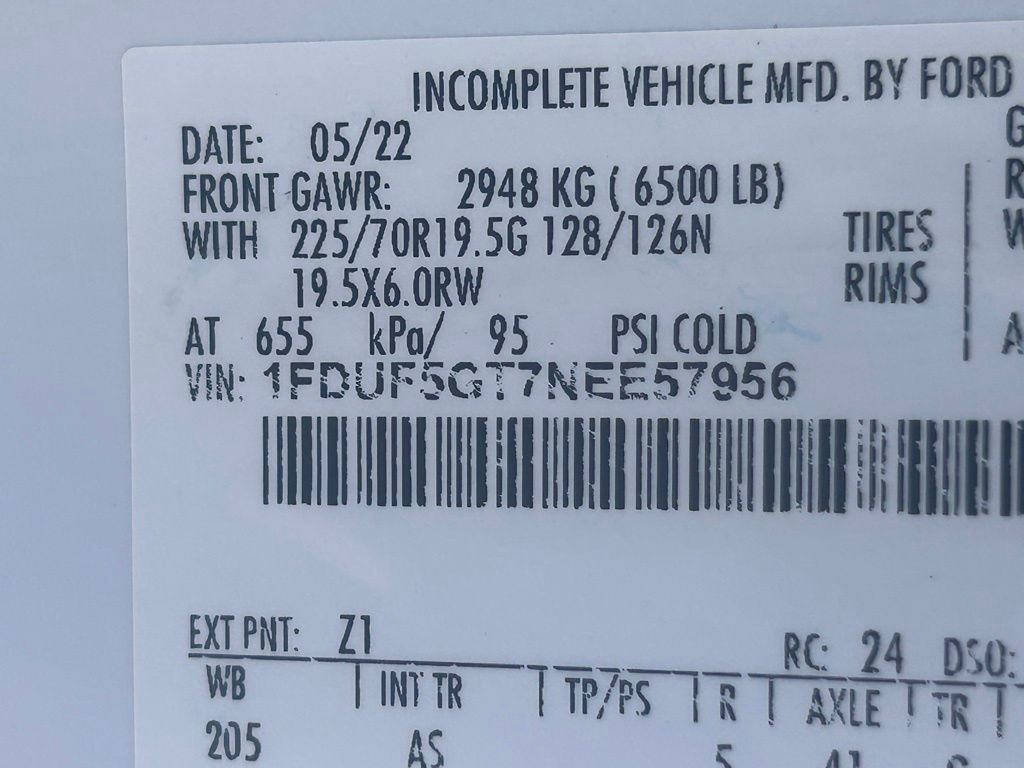 INCOMPLETE VEHICLE MFD. BY FORD
DATE: 05/22
FRONT GAWR: 2948 KG ( 6500 LB)
WITH 225/70R19.5G 128/126N TIRES
19.5X6.0RW RIMS
AT 655 kPa/ 95 PSI COLD
VIN: 1FDUF5GT7NEE57956
EXT PNT: Z1
RC: 24 DSO:
WB | INT TR | TP/PS | R | AXLE | TR |
205 AS 5 41